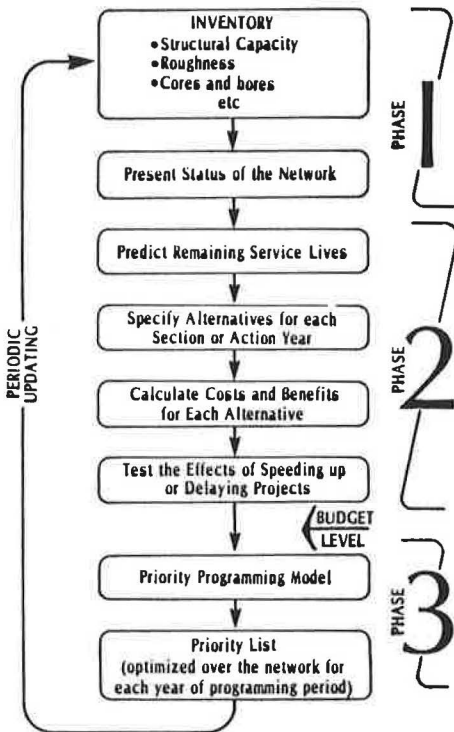 INVENTORY
•Structural Capacity
•Roughness
•Cores and bores
etc
PHASE 1
Present Status of the Network
Predict Remaining Service Lives
Specify Alternatives for each
Section or Action Year
PERIODIC
UPDATING
Calculate Costs and Benefits
for Each Alternative
PHASE 2
Test the Effects of Speeding up
or Delaying Projects
BUDGET
LEVEL
Priority Programming Model
PHASE 3
Priority List
(optimized over the network for
each year of programming period)